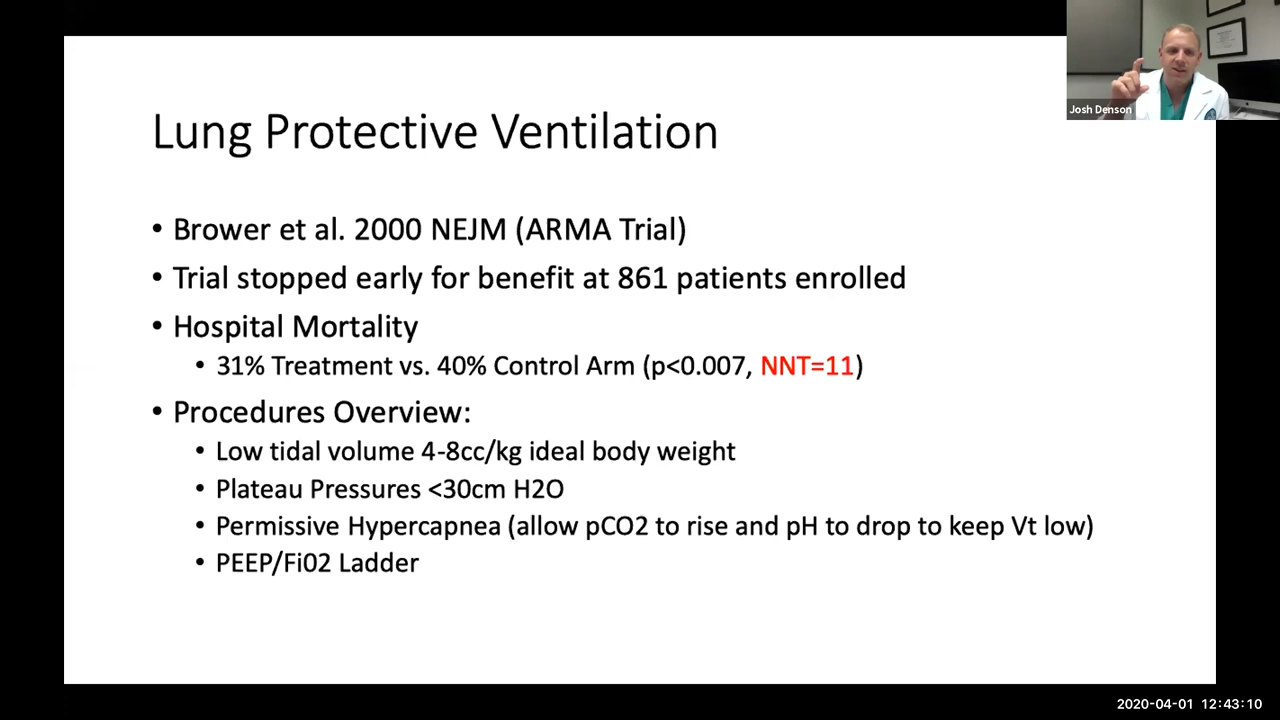 Josh Denson
Lung Protective Ventilation
• Brower et al. 2000 NEJM (ARMA Trial)
• Trial stopped early for benefit at 861 patients enrolled
• Hospital Mortality
• 31% Treatment vs. 40% Control Arm (p<0.007, NNT=11)
• Procedures Overview:
• Low tidal volume 4-8cc/kg ideal body weight
• Plateau Pressures <30cm H2O
• Permissive Hypercapnea (allow pCO2 to rise and pH to drop to keep Vt low)
• PEEP/Fi02 Ladder
2020-04-01 12:43:10